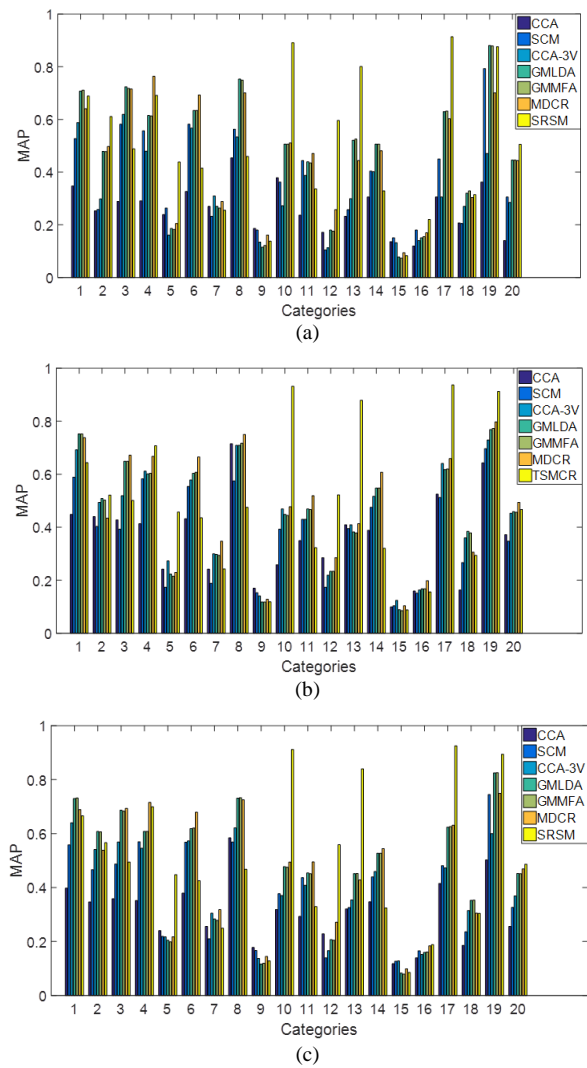 1
0.8
0.6
0.4
0.2
0
MAP
CCA
SCM
CCA-3V
GMLDA
GMMFA
MDCR
SRSM
1 2 3 4 5 6 7 8 9 10 11 12 13 14 15 16 17 18 19 20
Categories
(a)
1
0.8
0.6
0.4
0.2
0
MAP
CCA
SCM
CCA-3V
GMLDA
GMMFA
MDCR
TSMCR
1 2 3 4 5 6 7 8 9 10 11 12 13 14 15 16 17 18 19 20
Categories
(b)
1
0.8
0.6
0.4
0.2
0
MAP
CCA
SCM
CCA-3V
GMLDA
GMMFA
MDCR
SRSM
1 2 3 4 5 6 7 8 9 10 11 12 13 14 15 16 17 18 19 20
Categories
(c)